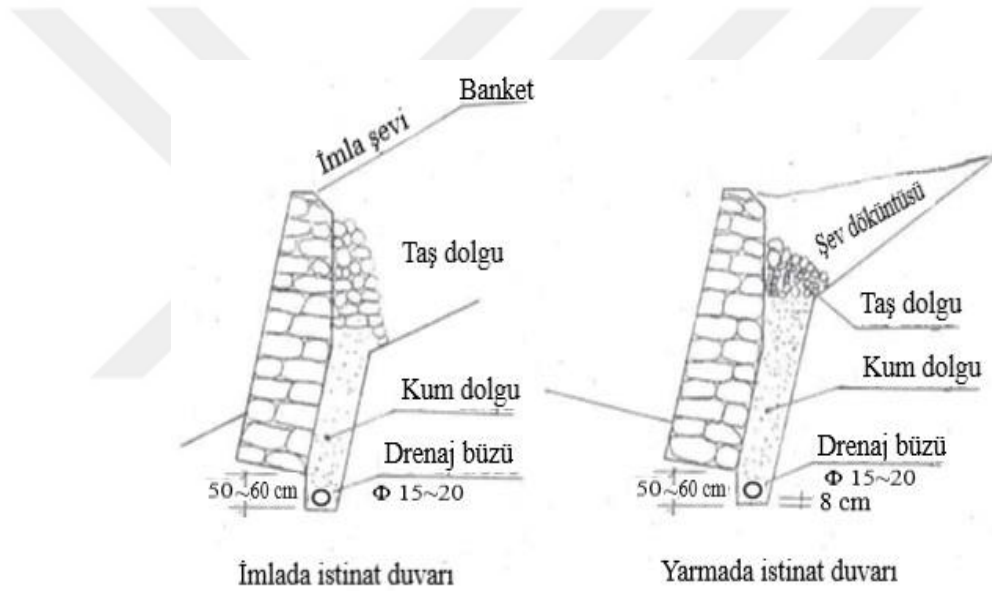 Banket
İmla şevi
Taş dolgu
Kum dolgu
Drenaj büzü
Φ 15~20
50~60 cm
İmlada istinat duvarı
Şev döküntüsü
Taş dolgu
Kum dolgu
Drenaj büzü
Φ 15~20
8 cm
50~60 cm
Yarmada istinat duvarı